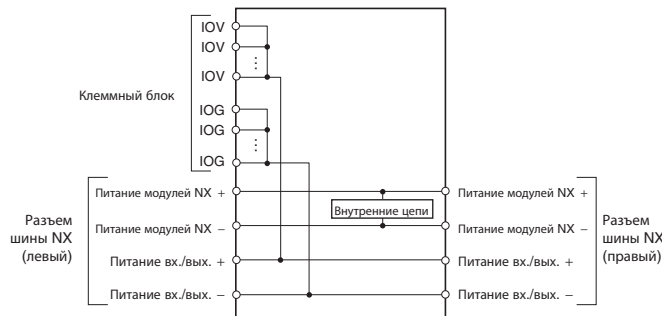 IOV
IOV
IOV
Клеммный блок
IOG
IOG
IOG
Разъем
шины NX
(левый)
Питание модулей NX +
Питание модулей NX –
Питание вх./вых. +
Питание вх./вых. –
Внутренние цепи
Питание модулей NX +
Питание модулей NX –
Питание вх./вых. +
Питание вх./вых. –
Разъем
шины NX
(правый)